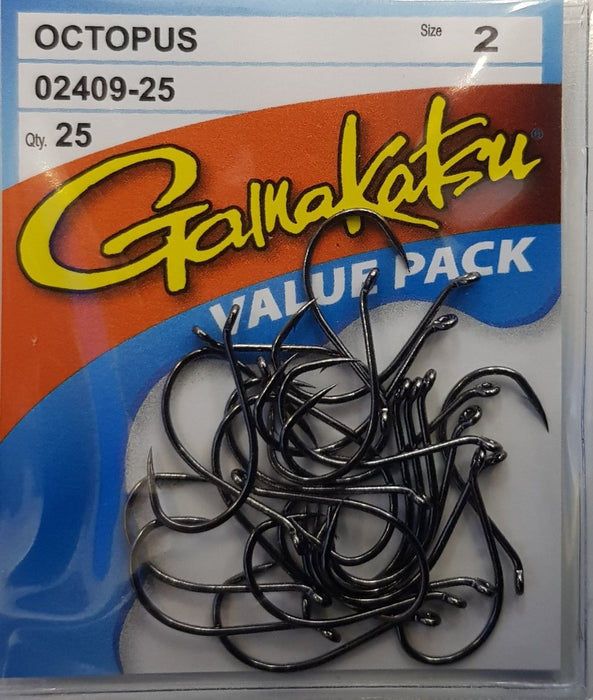 OCTOPUS Size 2
02409-25
Qty. 25
Gamakatsu®
VALUE PACK